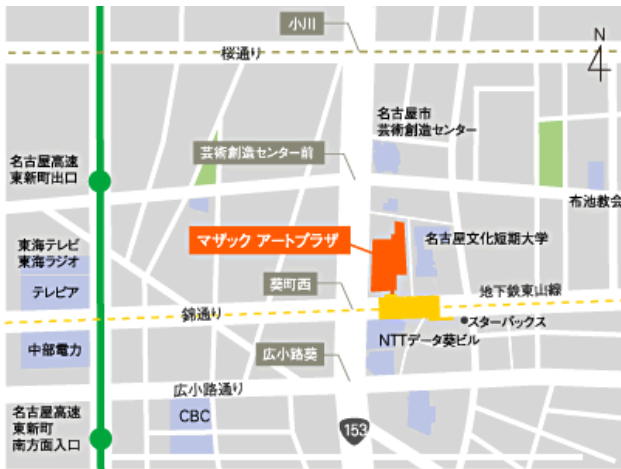 小川
N
桜通り
名古屋市
芸術創造センター
芸術創造センター前
名古屋高速
東新町出口
布池教会
マザック アートプラザ
名古屋文化短期大学
東海テレビ
東海ラジオ
テレピア
葵町西
地下鉄東山線
錦通り
スターバックス
NTTデータ葵ビル
中部電力
広小路葵
広小路通り
CBC
名古屋高速
東新町
南方面入口
153